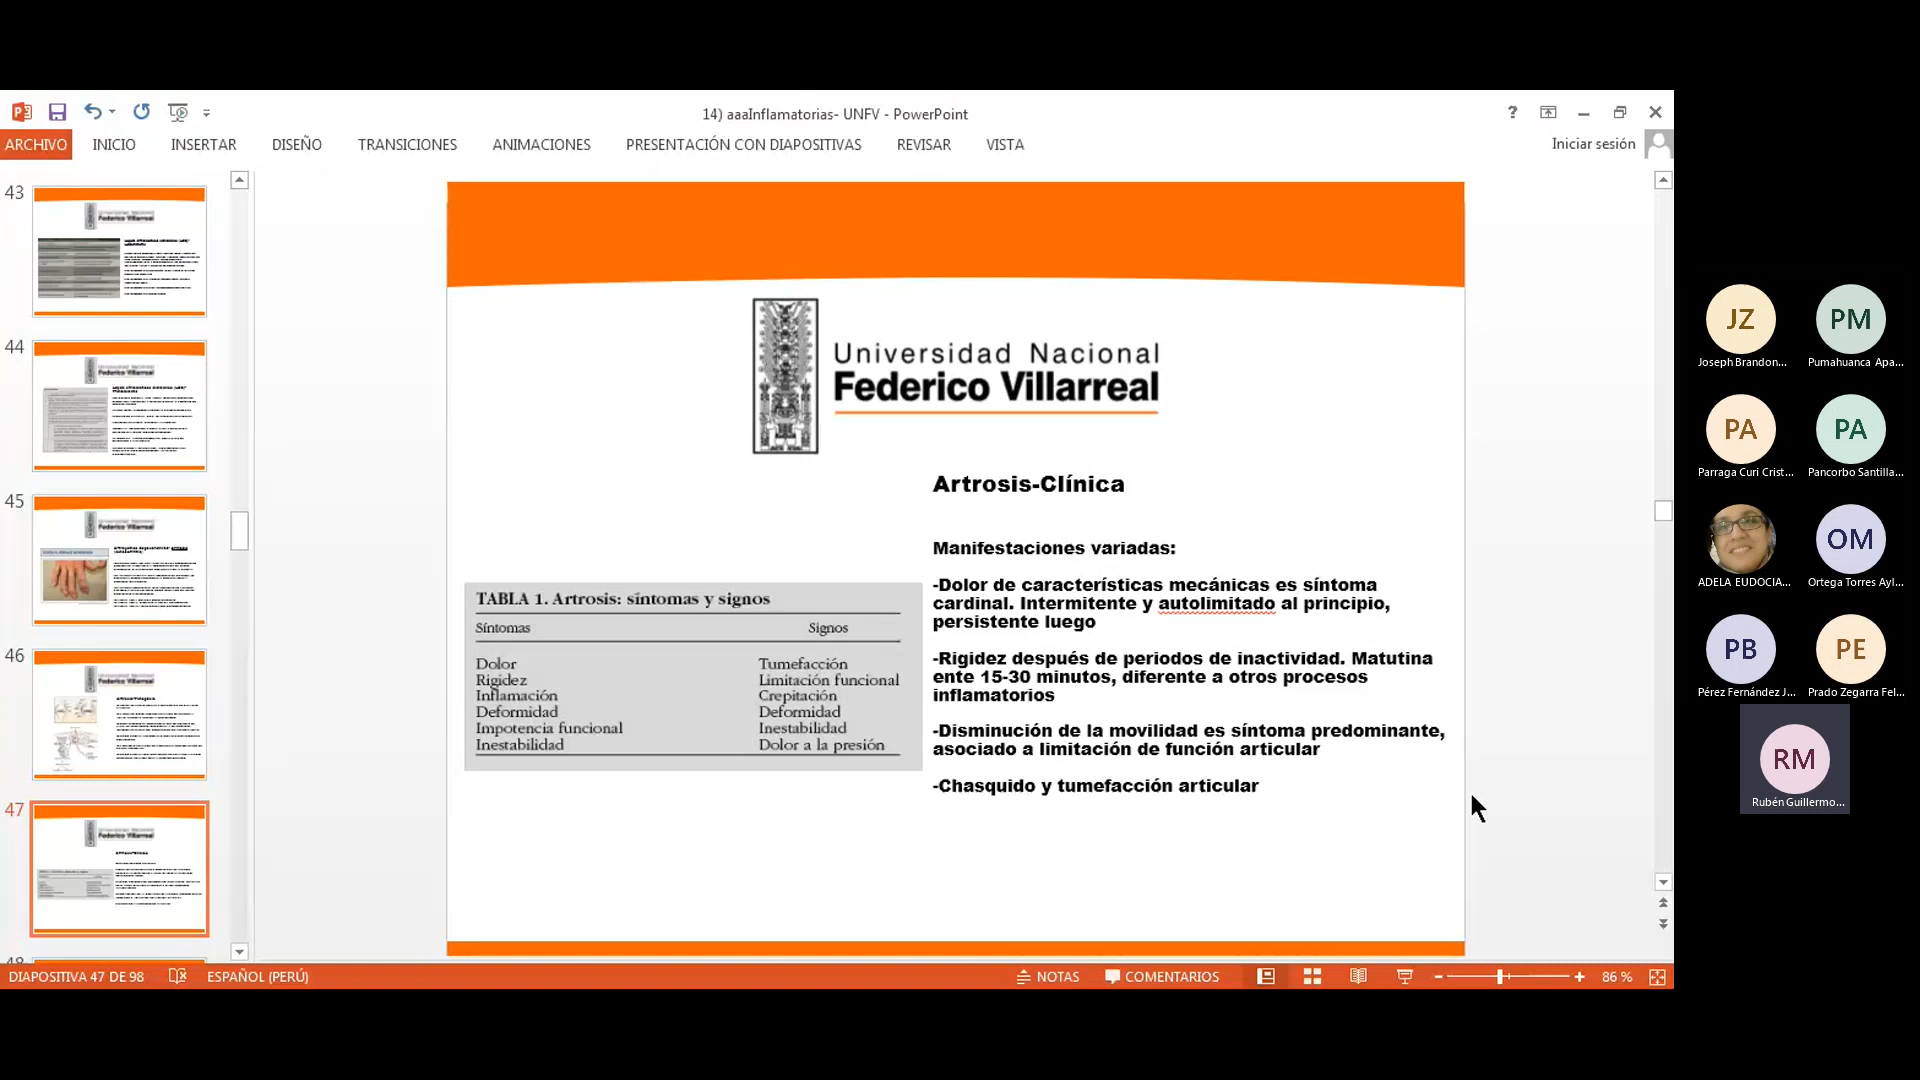 14) aaaInflamatorias- UNFV - PowerPoint
?
ARCHIVO INICIO INSERTAR DISEÑO TRANSICIONES ANIMACIONES PRESENTACIÓN CON DIAPOSITIVAS REVISAR VISTA
Iniciar sesión
43
44
45
46
47
Universidad Nacional
Federico Villarreal
Artrosis-Clínica
Manifestaciones variadas:
-Dolor de características mecánicas es síntoma
cardinal. Intermitente y autolimitado al principio,
persistente luego
-Rigidez después de periodos de inactividad. Matutina
ente 15-30 minutos, diferente a otros procesos
inflamatorios
-Disminución de la movilidad es síntoma predominante,
asociado a limitación de función articular
-Chasquido y tumefacción articular
TABLA 1. Artrosis: síntomas y signos
Síntomas Signos
Dolor Tumefacción
Rigidez Limitación funcional
Inflamación Crepitación
Deformidad Deformidad
Impotencia funcional Inestabilidad
Inestabilidad Dolor a la presión
DIAPOSITIVA 47 DE 98 ESPAÑOL (PERÚ) NOTAS COMENTARIOS 86 %
JZ
Joseph Brandon...
PM
Pumahuanca Apa...
PA
Parraga Curi Crist...
PA
Pancorbo Santilla...
ADELA EUDOCIA...
OM
Ortega Torres Ayl...
PB
Pérez Fernández J...
PE
Prado Zegarra Fel...
RM
Rubén Guillermo...